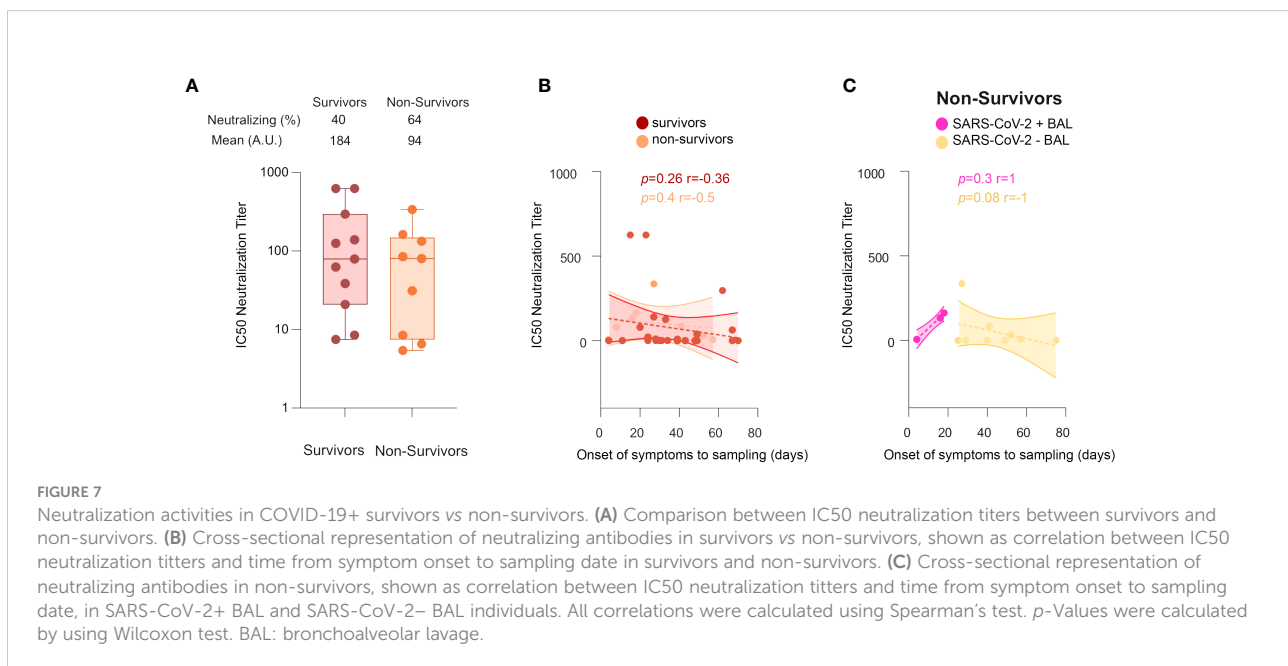 A
Survivors Non-Survivors
Neutralizing (%) 40 64
Mean (A.U.) 184 94
IC50 Neutralization Titer
1000
100
10
1
Survivors Non-Survivors
B
survivors
non-survivors
p=0.26 r=-0.36
p=0.4 r=-0.5
IC50 Neutralization Titer
1000
500
0
0 20 40 60 80
Onset of symptoms to sampling (days)
C
Non-Survivors
SARS-CoV-2 + BAL
SARS-CoV-2 - BAL
p=0.3 r=1
p=0.08 r=-1
IC50 Neutralization Titer
1000
500
0
0 20 40 60 80
Onset of symptoms to sampling (days)
FIGURE 7
Neutralization activities in COVID-19+ survivors vs non-survivors. (A) Comparison between IC50 neutralization titers between survivors and
non-survivors. (B) Cross-sectional representation of neutralizing antibodies in survivors vs non-survivors, shown as correlation between IC50
neutralization titters and time from symptom onset to sampling date in survivors and non-survivors. (C) Cross-sectional representation of
neutralizing antibodies in non-survivors, shown as correlation between IC50 neutralization titters and time from symptom onset to sampling
date, in SARS-CoV-2+ BAL and SARS-CoV-2– BAL individuals. All correlations were calculated using Spearman's test. p-Values were calculated
by using Wilcoxon test. BAL: bronchoalveolar lavage.